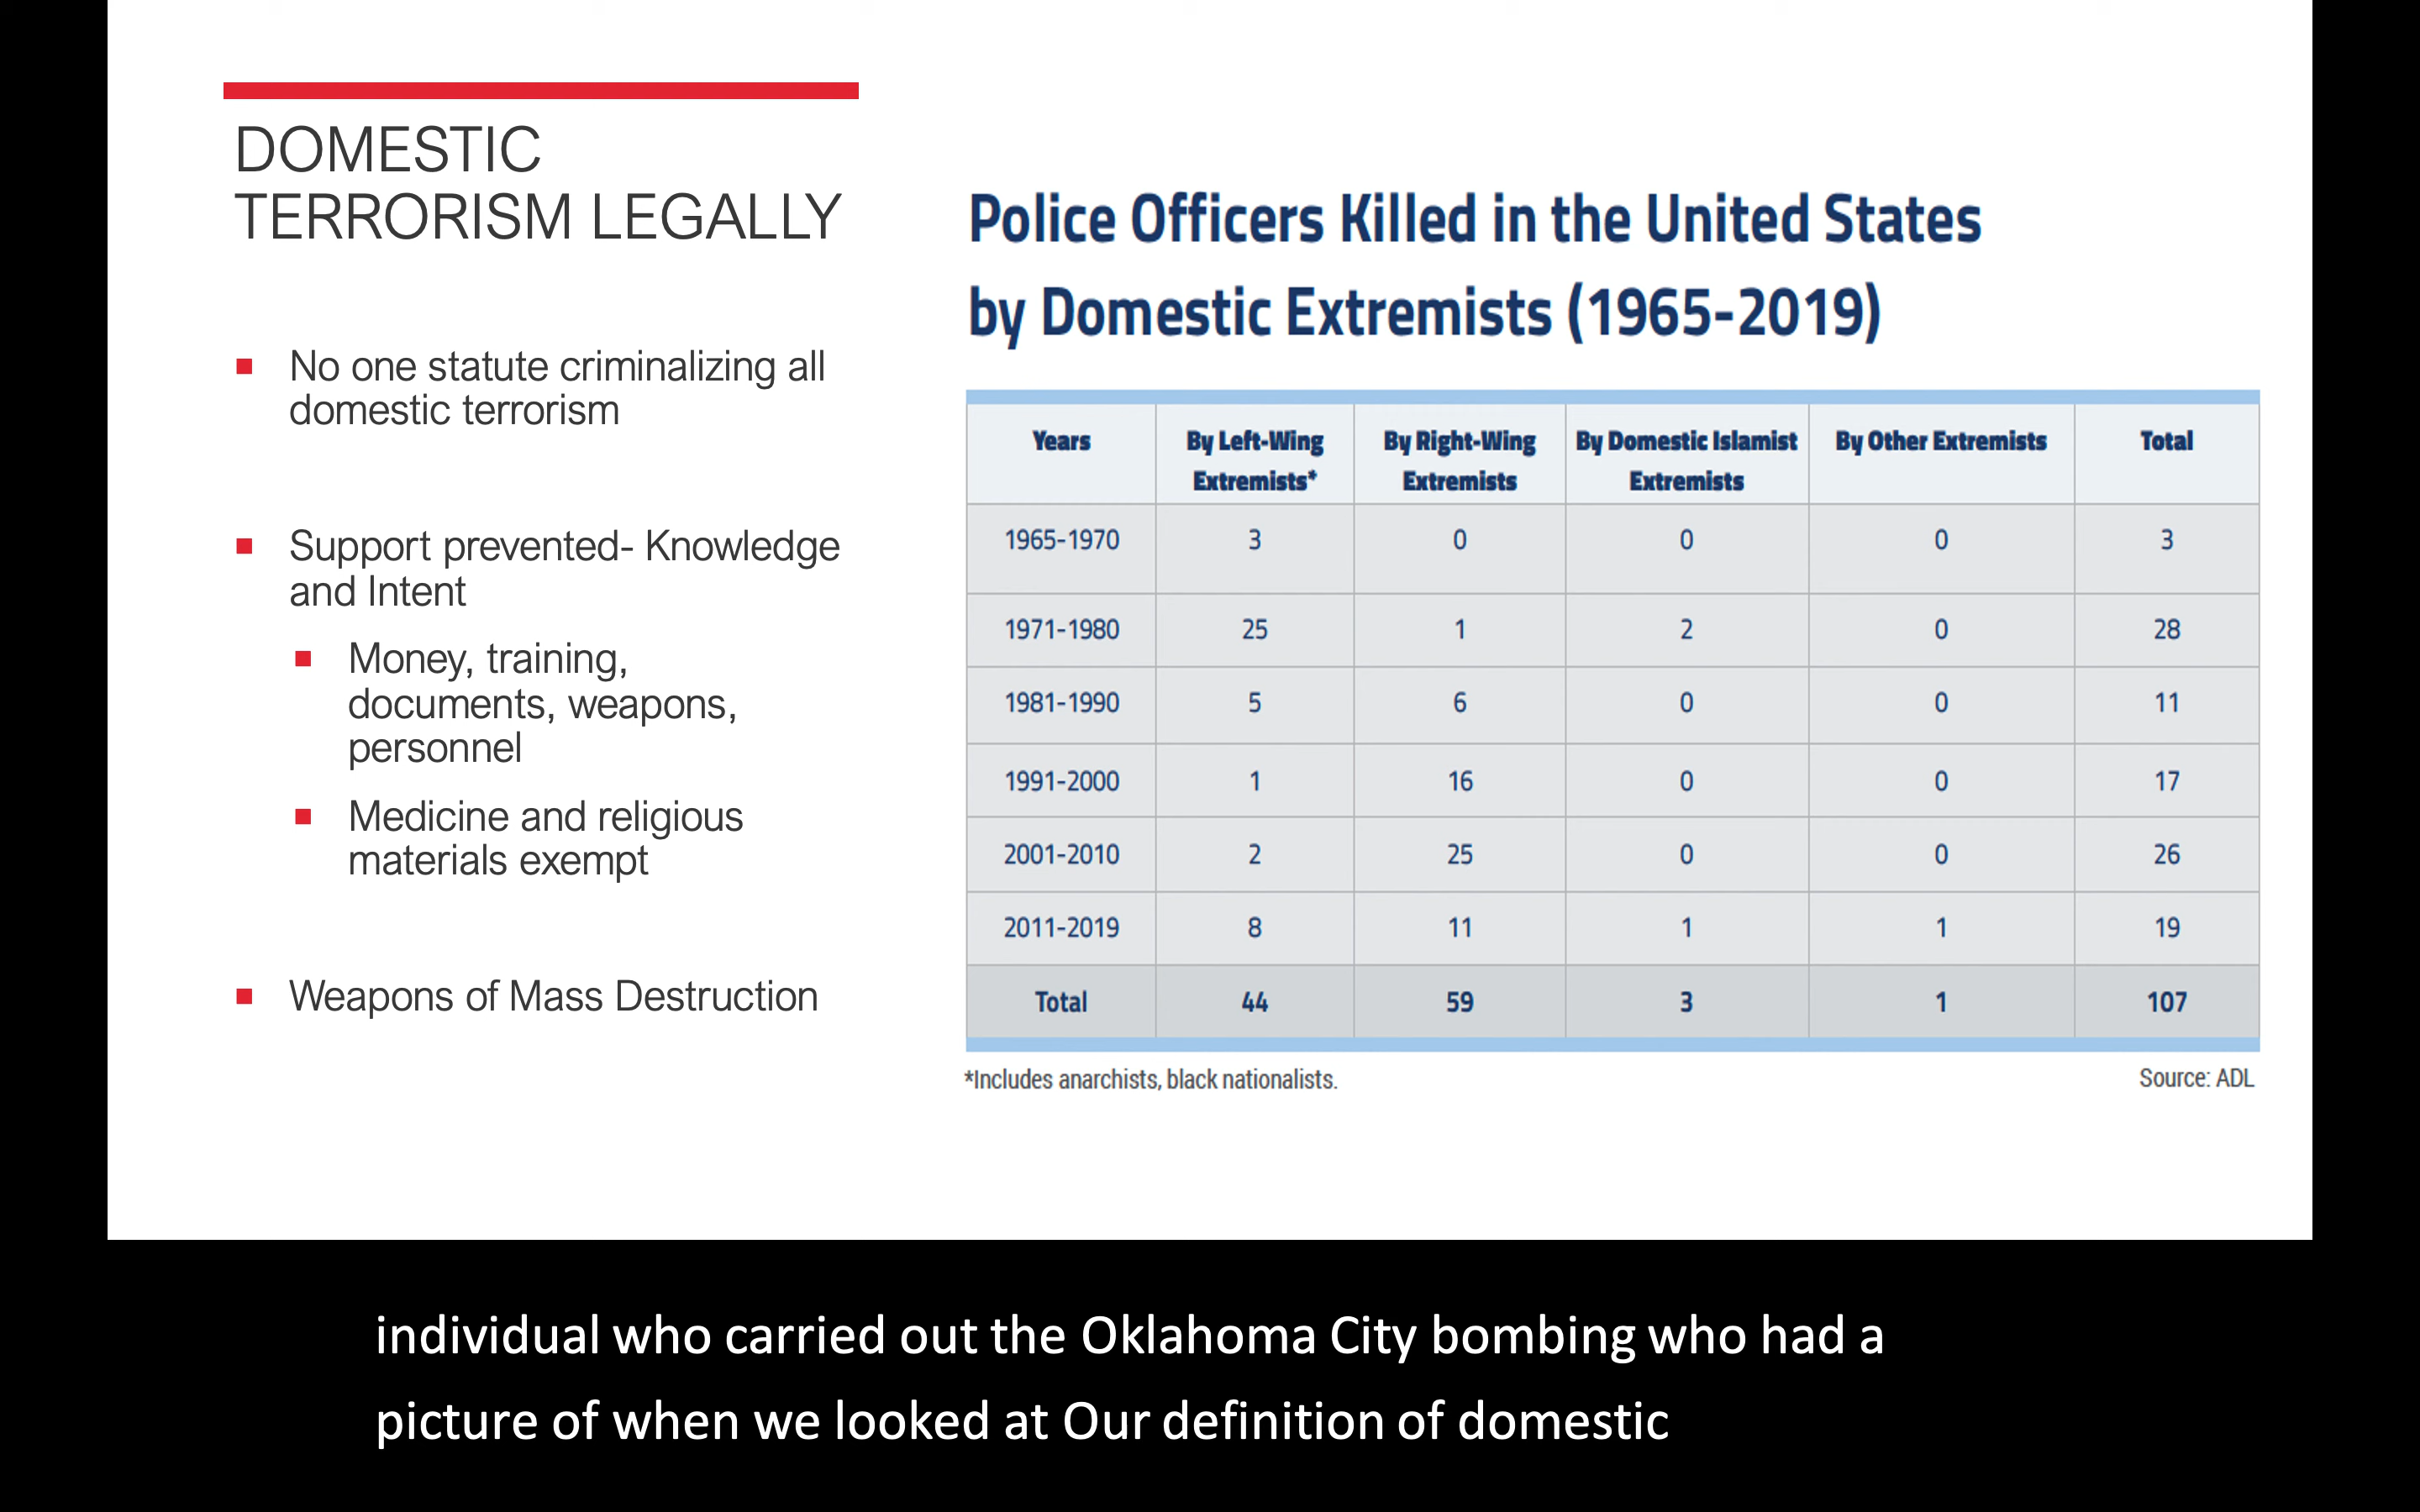 DOMESTIC
TERRORISM LEGALLY
No one statute criminalizing all
domestic terrorism
Support prevented- Knowledge
and Intent
Money, training,
documents, weapons,
personnel
Medicine and religious
materials exempt
Weapons of Mass Destruction
Police Officers Killed in the United States
by Domestic Extremists (1965-2019)
Years By Left-Wing Extremists* By Right-Wing Extremists By Domestic Islamist Extremists By Other Extremists Total
1965-1970 3 0 0 0 3
1971-1980 25 1 2 0 28
1981-1990 5 6 0 0 11
1991-2000 1 16 0 0 17
2001-2010 2 25 0 0 26
2011-2019 8 11 1 1 19
Total 44 59 3 1 107
*Includes anarchists, black nationalists. Source: ADL
individual who carried out the Oklahoma City bombing who had a
picture of when we looked at Our definition of domestic